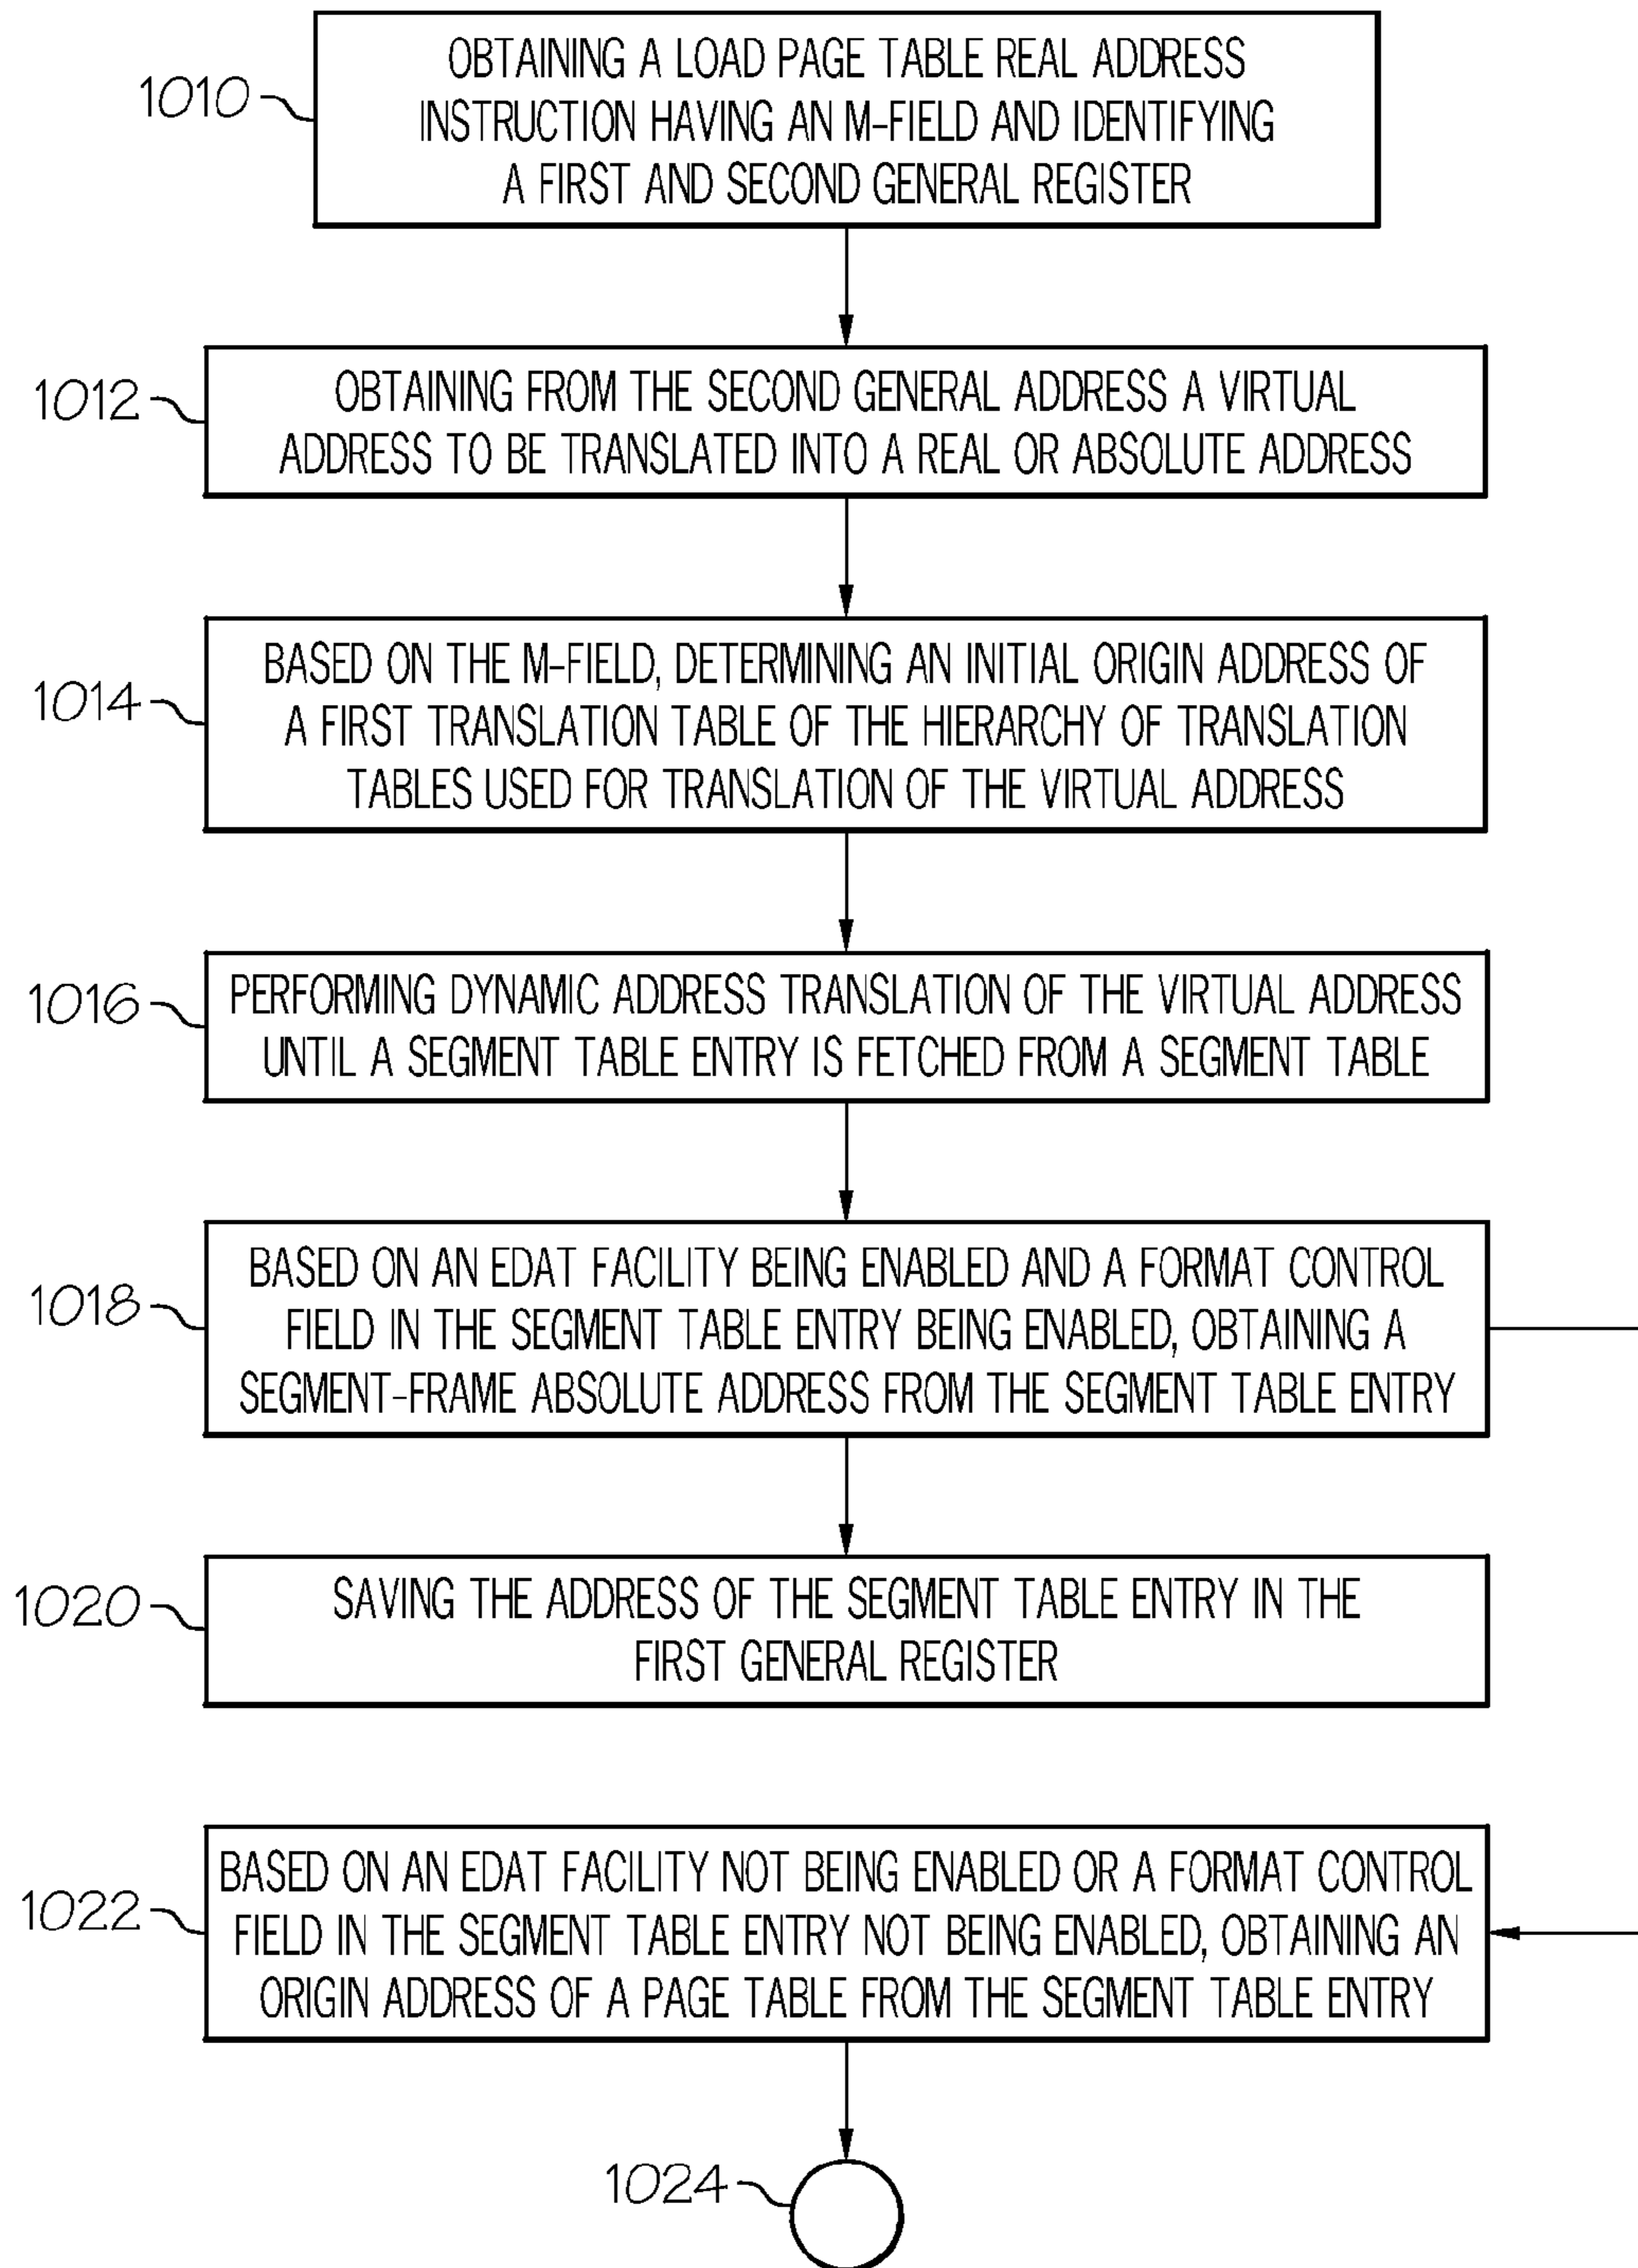 1010
OBTAINING A LOAD PAGE TABLE REAL ADDRESS
INSTRUCTION HAVING AN M-FIELD AND IDENTIFYING
A FIRST AND SECOND GENERAL REGISTER
1012
OBTAINING FROM THE SECOND GENERAL ADDRESS A VIRTUAL
ADDRESS TO BE TRANSLATED INTO A REAL OR ABSOLUTE ADDRESS
1014
BASED ON THE M-FIELD, DETERMINING AN INITIAL ORIGIN ADDRESS OF
A FIRST TRANSLATION TABLE OF THE HIERARCHY OF TRANSLATION
TABLES USED FOR TRANSLATION OF THE VIRTUAL ADDRESS
1016
PERFORMING DYNAMIC ADDRESS TRANSLATION OF THE VIRTUAL ADDRESS
UNTIL A SEGMENT TABLE ENTRY IS FETCHED FROM A SEGMENT TABLE
1018
BASED ON AN EDAT FACILITY BEING ENABLED AND A FORMAT CONTROL
FIELD IN THE SEGMENT TABLE ENTRY BEING ENABLED, OBTAINING A
SEGMENT-FRAME ABSOLUTE ADDRESS FROM THE SEGMENT TABLE ENTRY
1020
SAVING THE ADDRESS OF THE SEGMENT TABLE ENTRY IN THE
FIRST GENERAL REGISTER
1022
BASED ON AN EDAT FACILITY NOT BEING ENABLED OR A FORMAT CONTROL
FIELD IN THE SEGMENT TABLE ENTRY NOT BEING ENABLED, OBTAINING AN
ORIGIN ADDRESS OF A PAGE TABLE FROM THE SEGMENT TABLE ENTRY
1024